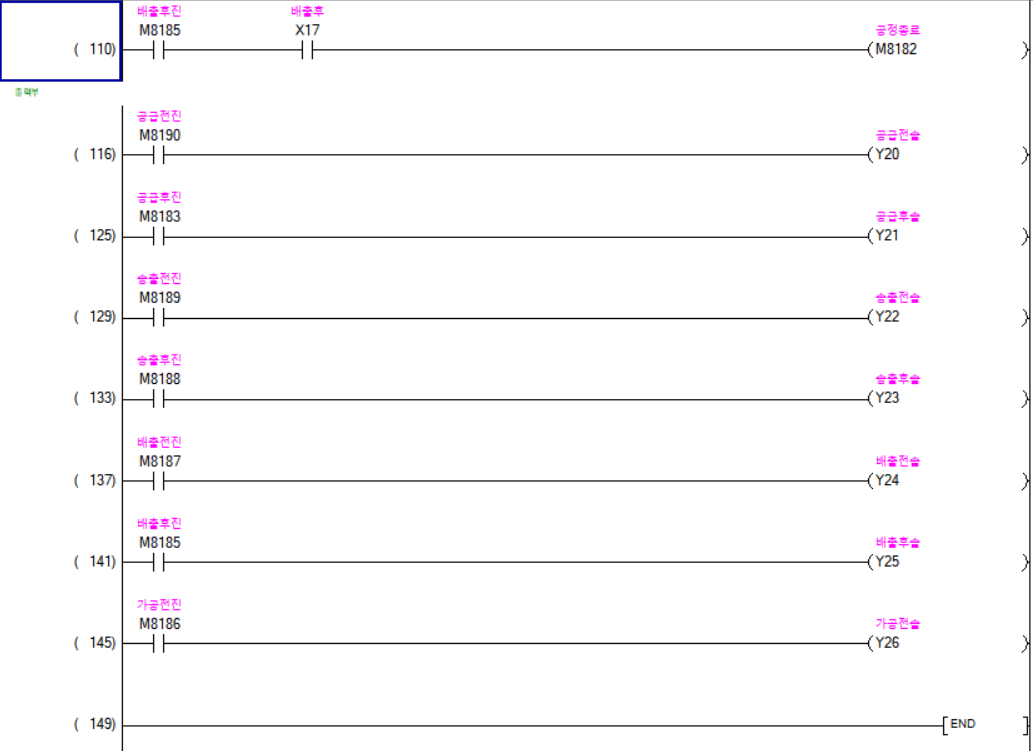 배출후진 배출후
M8185 X17 공정종료
( 110) (M8182 )
출력부
공급전진
M8190 공급전솔
( 116) (Y20 )
공급후진
M8183 공급후솔
( 125) (Y21 )
송출전진
M8189 송출전솔
( 129) (Y22 )
송출후진
M8188 송출후솔
( 133) (Y23 )
배출전진
M8187 배출전솔
( 137) (Y24 )
배출후진
M8185 배출후솔
( 141) (Y25 )
가공전진
M8186 가공전솔
( 145) (Y26 )
( 149) [END ]